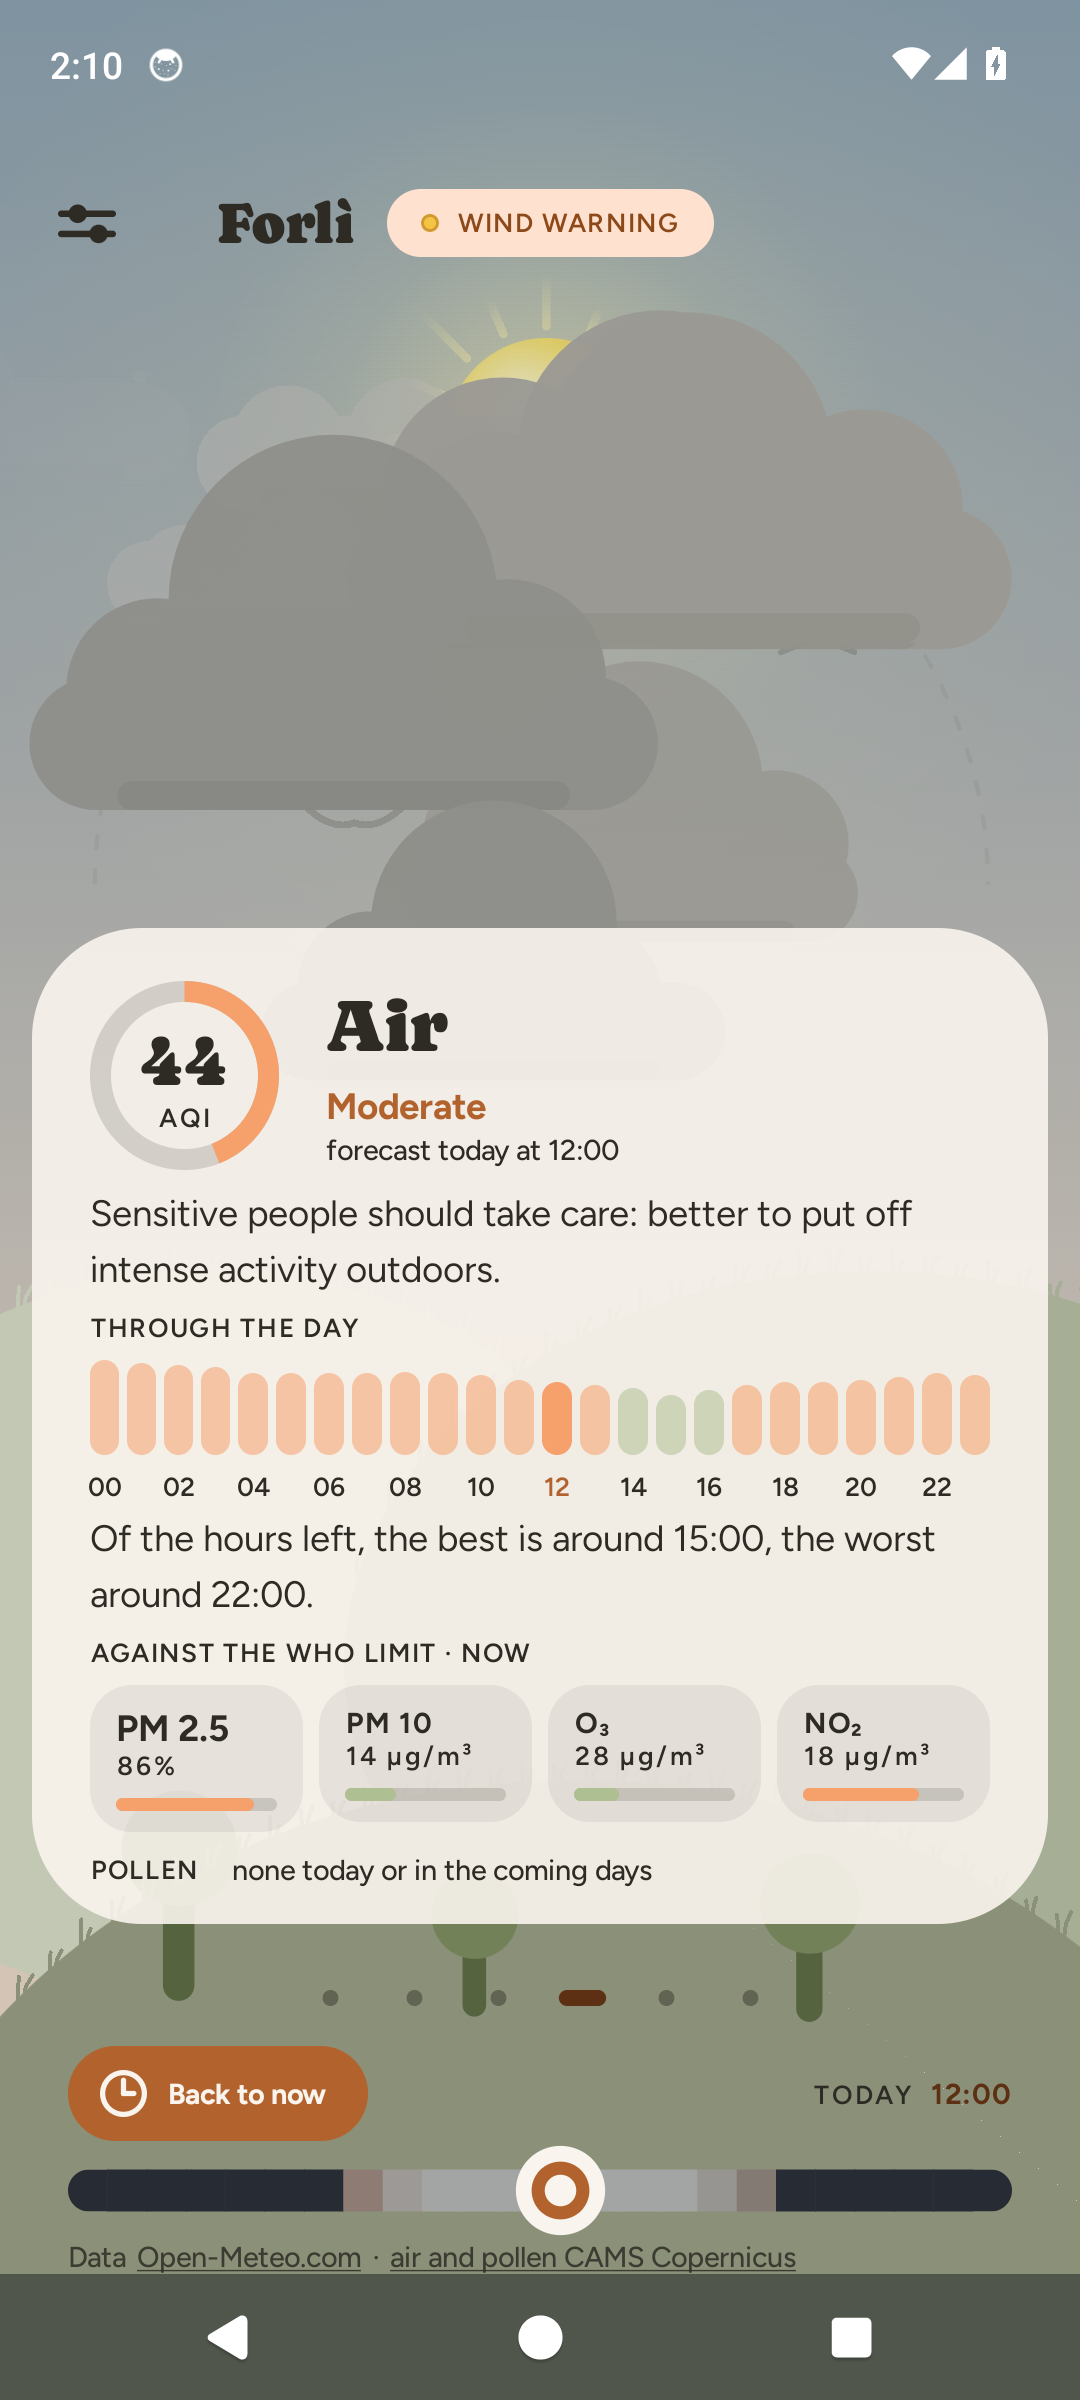 2:10
Forlì
WIND WARNING
44
AQI
Air
Moderate
forecast today at 12:00
Sensitive people should take care: better to put off
intense activity outdoors.
THROUGH THE DAY
00 02 04 06 08 10 12 14 16 18 20 22
Of the hours left, the best is around 15:00, the worst
around 22:00.
AGAINST THE WHO LIMIT · NOW
PM 2.5
86%
PM 10
14 µg/m³
O₃
28 µg/m³
NO₂
18 µg/m³
POLLEN none today or in the coming days
Back to now
TODAY 12:00
Data Open-Meteo.com · air and pollen CAMS Copernicus